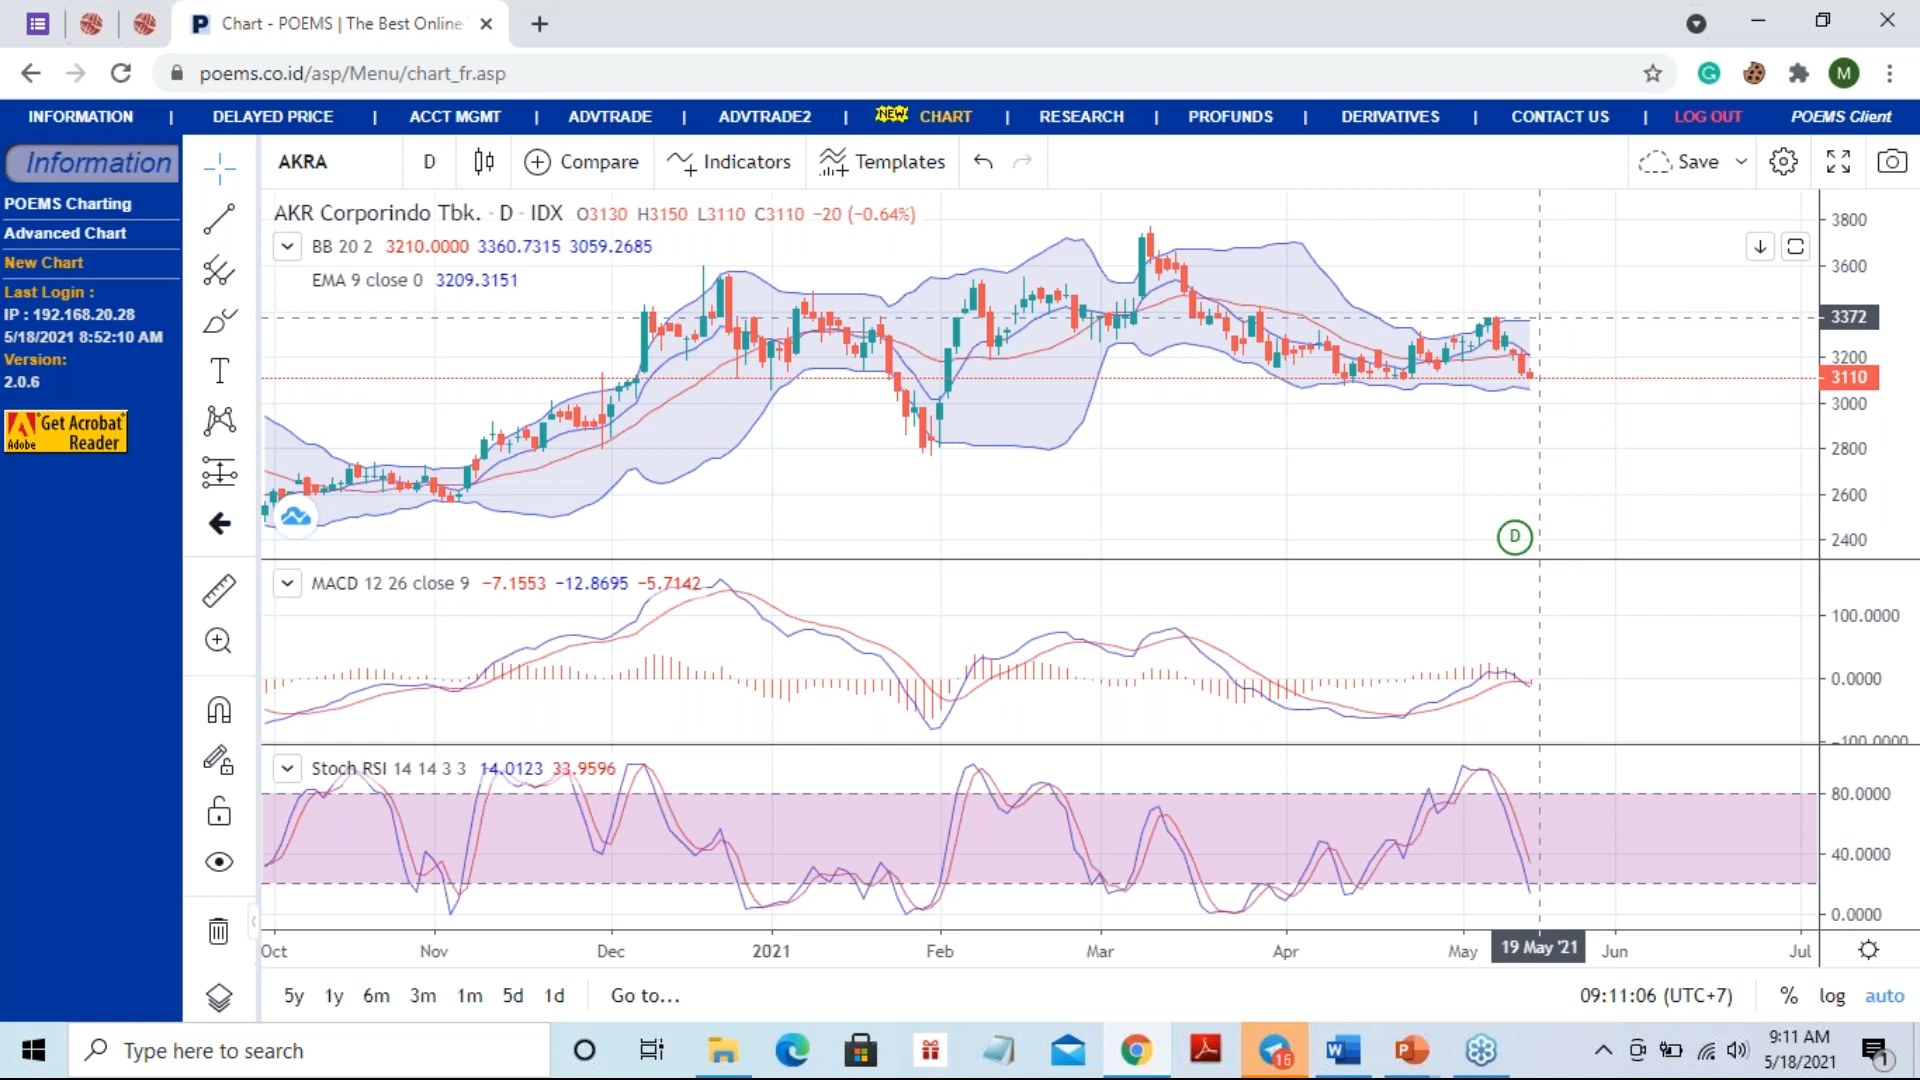 Chart - POEMS | The Best Online
poems.co.id/asp/Menu/chart_fr.asp
M
INFORMATION | DELAYED PRICE | ACCT MGMT | ADVTRADE | ADVTRADE2 | NEW CHART | RESEARCH | PROFUNDS | DERIVATIVES | CONTACT US | LOG OUT POEMS Client
Information
POEMS Charting
Advanced Chart
New Chart
Last Login :
IP : 192.168.20.28
5/18/2021 8:52:10 AM
Version:
2.0.6
Get Acrobat
Adobe Reader
AKRA D Compare Indicators Templates Save
AKR Corporindo Tbk. · D · IDX O3130 H3150 L3110 C3110 −20 (−0.64%)
BB 20 2 3210.0000 3360.7315 3059.2685
EMA 9 close 0 3209.3151
3800
3600
3372
3200
3110
3000
2800
2600
2400
D
MACD 12 26 close 9 −7.1553 −12.8695 −5.7142
100.0000
0.0000
−100.0000
Stoch RSI 14 14 3 3 14.0123 33.9596
80.0000
40.0000
0.0000
Oct Nov Dec 2021 Feb Mar Apr May 19 May '21 Jun Jul
5y 1y 6m 3m 1m 5d 1d Go to... 09:11:06 (UTC+7) % log auto
Type here to search
16
9:11 AM
5/18/2021
1